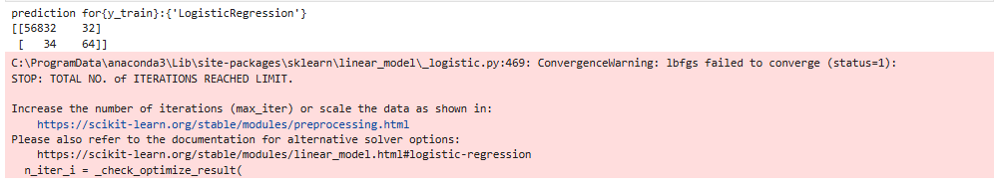 prediction for{y_train}:{'LogisticRegression'}
[[56832    32]
 [   34    64]]
C:\ProgramData\anaconda3\Lib\site-packages\sklearn\linear_model\_logistic.py:469: ConvergenceWarning: lbfgs failed to converge (status=1):
STOP: TOTAL NO. of ITERATIONS REACHED LIMIT.

Increase the number of iterations (max_iter) or scale the data as shown in:
    https://scikit-learn.org/stable/modules/preprocessing.html
Please also refer to the documentation for alternative solver options:
    https://scikit-learn.org/stable/modules/linear_model.html#logistic-regression
  n_iter_i = _check_optimize_result(